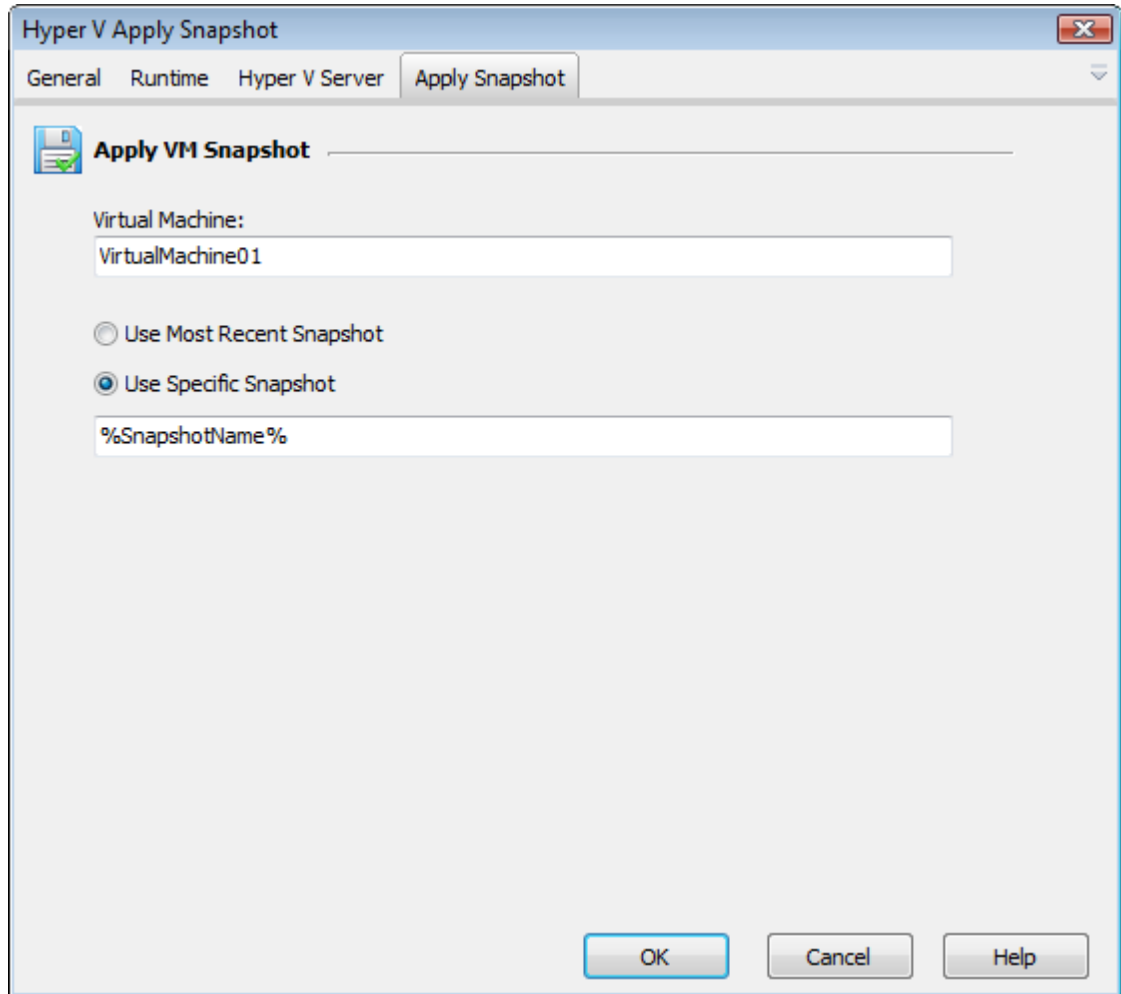 Hyper V Apply Snapshot
General Runtime Hyper V Server Apply Snapshot
Apply VM Snapshot
Virtual Machine:
VirtualMachine01
Use Most Recent Snapshot
Use Specific Snapshot
%SnapshotName%
OK Cancel Help